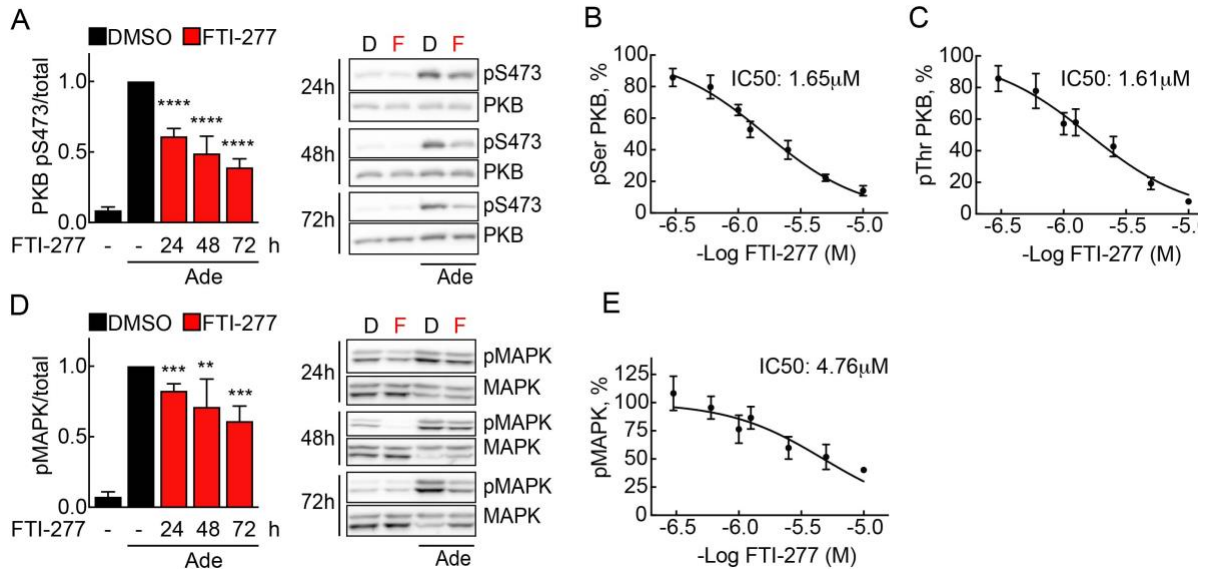 A
DMSO FTI-277
PKB pS473/total
1.0
0.5
0.0
FTI-277 - - 24 48 72 h
Ade
**** **** ****
D F D F
24h
pS473
PKB
48h
pS473
PKB
72h
pS473
PKB
Ade
B
pSer PKB, %
100
80
60
40
20
0
IC50: 1.65μM
-6.5 -6.0 -5.5 -5.0
-Log FTI-277 (M)
C
pThr PKB, %
100
80
60
40
20
0
IC50: 1.61μM
-6.5 -6.0 -5.5 -5.0
-Log FTI-277 (M)
D
DMSO FTI-277
pMAPK/total
1.0
0.5
0.0
*** ** ***
FTI-277 - - 24 48 72 h
Ade
D F D F
24h
pMAPK
MAPK
48h
pMAPK
MAPK
72h
pMAPK
MAPK
Ade
E
pMAPK, %
125
100
75
50
25
0
IC50: 4.76μM
-6.5 -6.0 -5.5 -5.0
-Log FTI-277 (M)